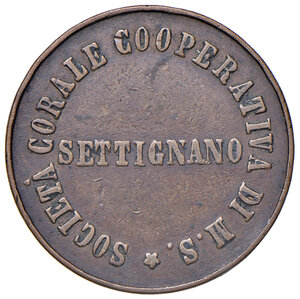 SOCIETÀ CORALE COOPERATIVA DI M.S.
SETTIGNANO